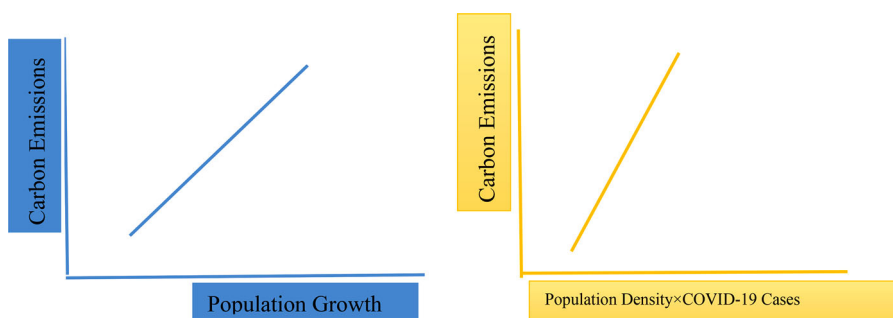 Carbon Emissions
Population Growth
Carbon Emissions
Population Density×COVID-19 Cases